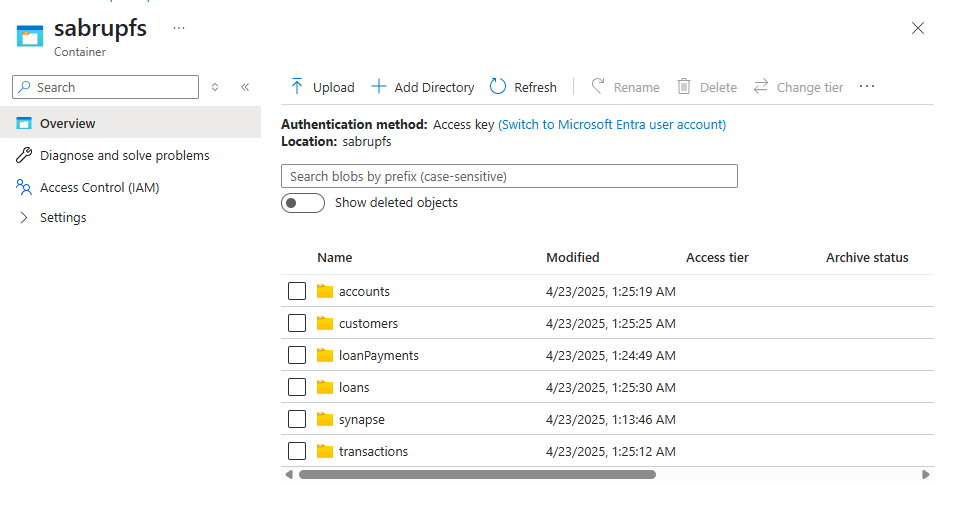 sabrupfs ...
Container
Search
Overview
Diagnose and solve problems
Access Control (IAM)
Settings
Upload Add Directory Refresh Rename Delete Change tier ...
Authentication method: Access key (Switch to Microsoft Entra user account)
Location: sabrupfs
Search blobs by prefix (case-sensitive)
Show deleted objects
Name Modified Access tier Archive status
accounts 4/23/2025, 1:25:19 AM
customers 4/23/2025, 1:25:25 AM
loanPayments 4/23/2025, 1:24:49 AM
loans 4/23/2025, 1:25:30 AM
synapse 4/23/2025, 1:13:46 AM
transactions 4/23/2025, 1:25:12 AM